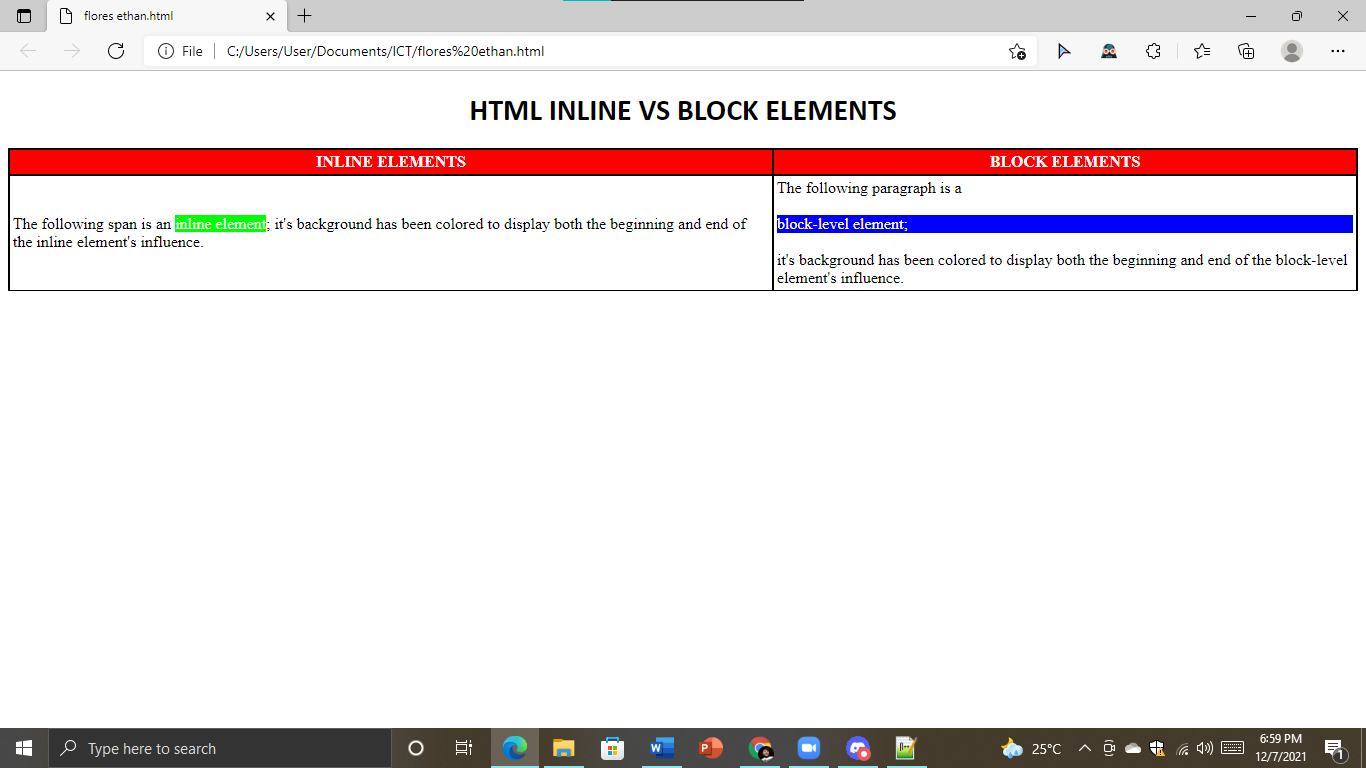 flores ethan.html
File
C:/Users/User/Documents/ICT/flores%20ethan.html
HTML INLINE VS BLOCK ELEMENTS
INLINE ELEMENTS
BLOCK ELEMENTS
The following span is an inline element; it's background has been colored to display both the beginning and end of
the inline element's influence.
The following paragraph is a
block-level element;
it's background has been colored to display both the beginning and end of the block-level
element's influence.
Type here to search
25°C
6:59 PM
12/7/2021
1